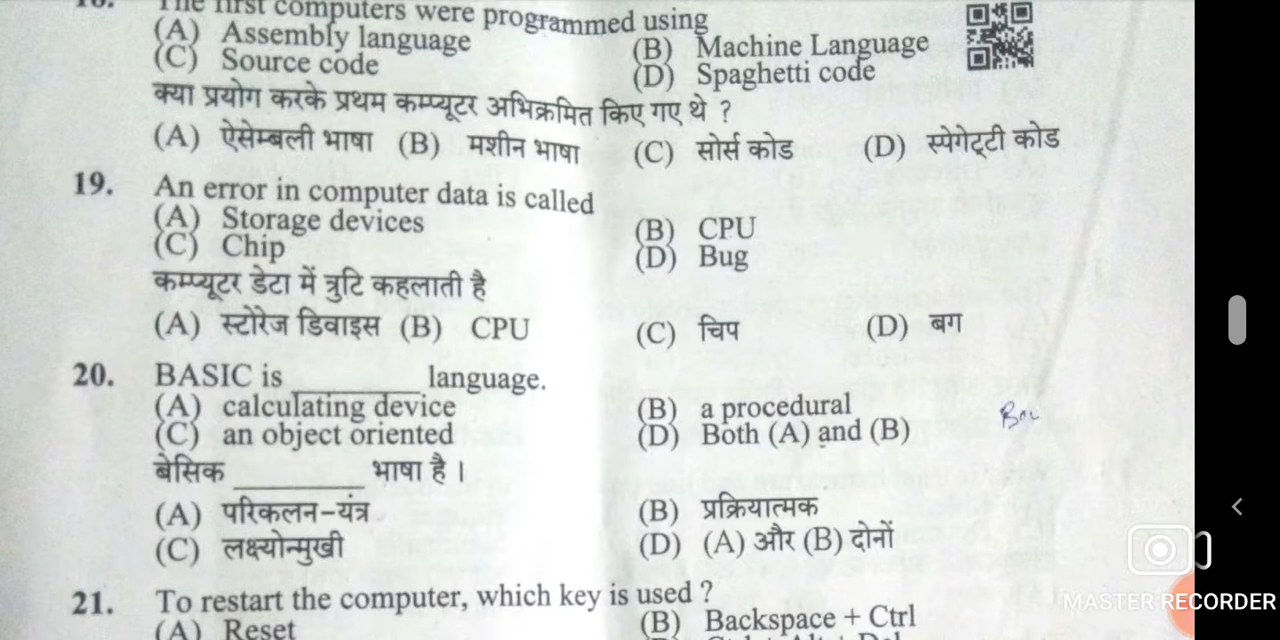 The first computers were programmed using
(A) Assembly language (B) Machine Language
(C) Source code (D) Spaghetti code
क्या प्रयोग करके प्रथम कम्प्यूटर अभिक्रमित किए गए थे ?
(A) ऐसेम्बली भाषा (B) मशीन भाषा (C) सोर्स कोड (D) स्पेगेट्टी कोड
19. An error in computer data is called
(A) Storage devices (B) CPU
(C) Chip (D) Bug
कम्प्यूटर डेटा में त्रुटि कहलाती है
(A) स्टोरेज डिवाइस (B) CPU (C) चिप (D) बग
20. BASIC is ________ language.
(A) calculating device (B) a procedural
(C) an object oriented (D) Both (A) and (B)
बेसिक ________ भाषा है ।
(A) परिकलन-यंत्र (B) प्रक्रियात्मक
(C) लक्ष्योन्मुखी (D) (A) और (B) दोनों
21. To restart the computer, which key is used ?
(A) Reset (B) Backspace + Ctrl
MASTER RECORDER